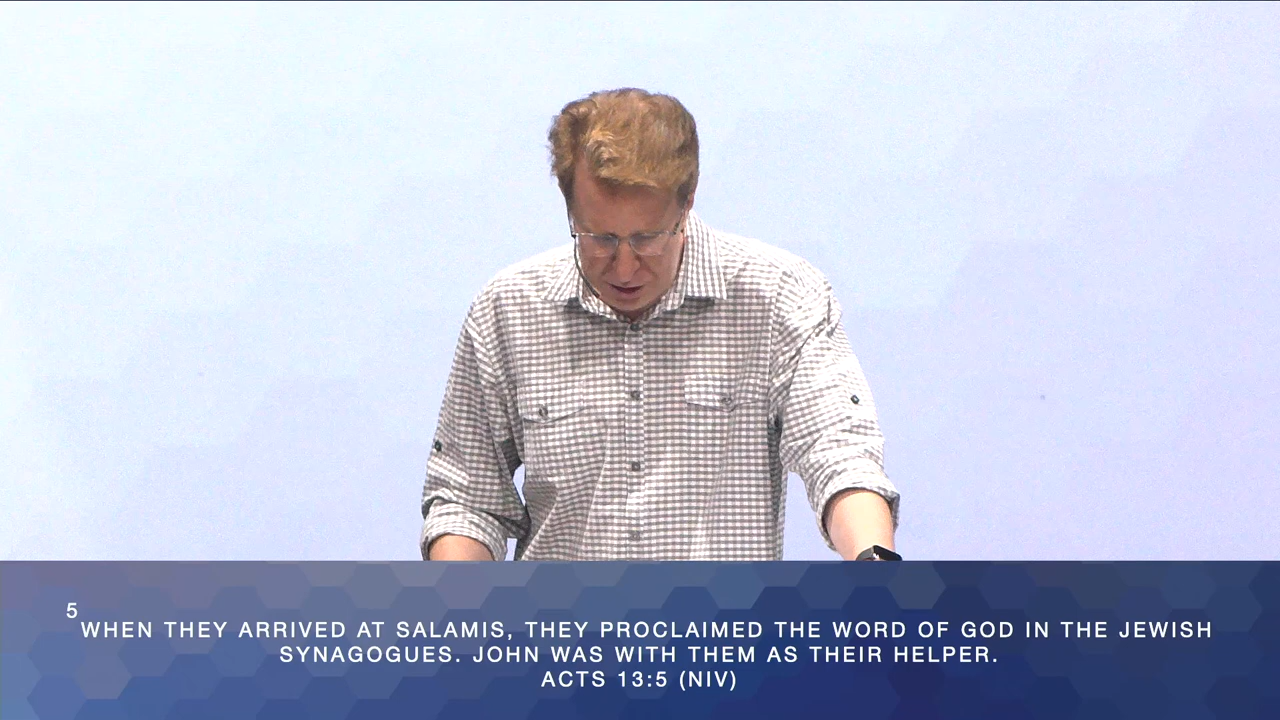 5
WHEN THEY ARRIVED AT SALAMIS, THEY PROCLAIMED THE WORD OF GOD IN THE JEWISH
SYNAGOGUES. JOHN WAS WITH THEM AS THEIR HELPER.
ACTS 13:5 (NIV)